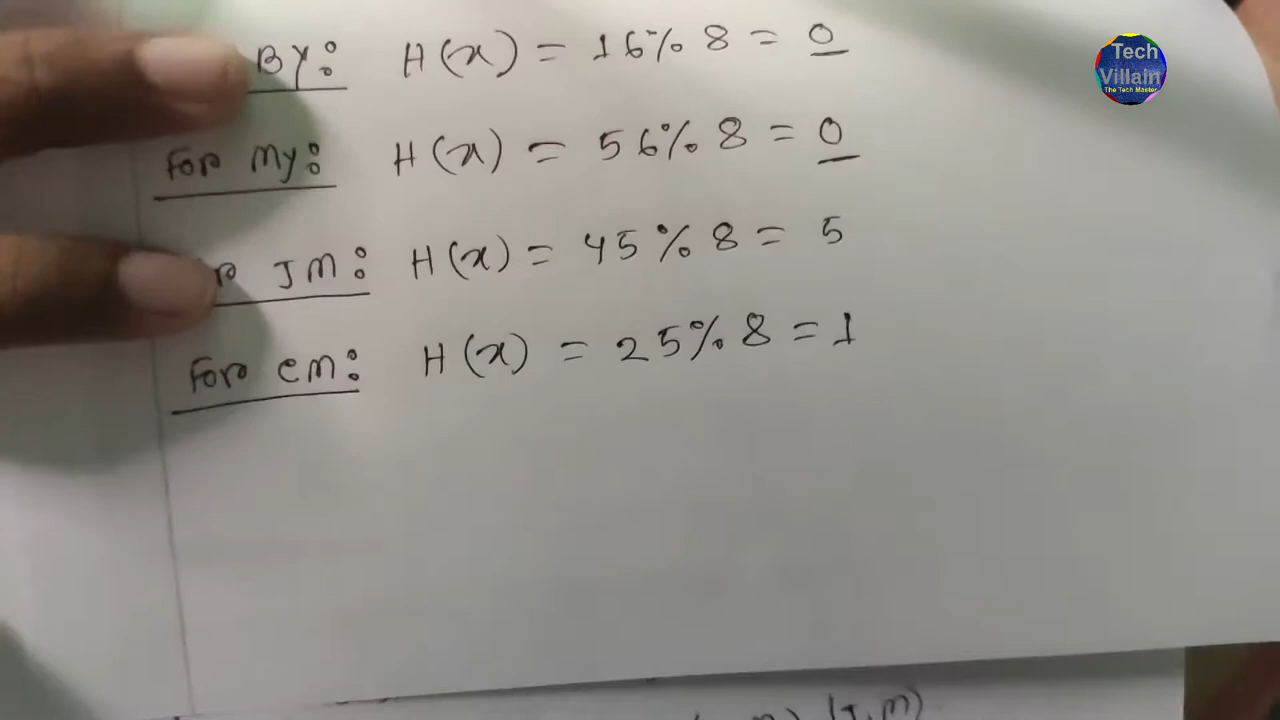 BY: H(x) = 16% 8 = 0
For My: H(x) = 56% 8 = 0
JM: H(x) = 45% 8 = 5
For CM: H(x) = 25% 8 = 1
(J,M)
Tech
Villain
The Tech Master